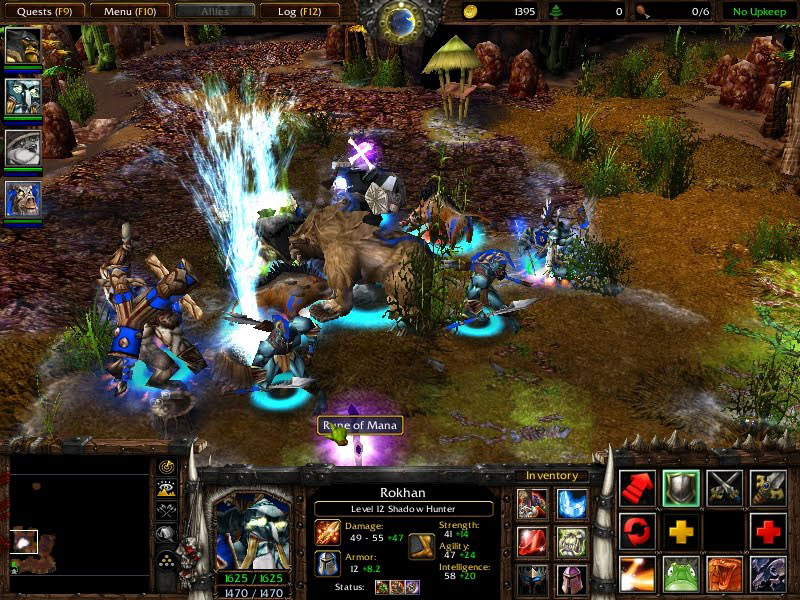 Quests (F9)
Menu (F10)
Allies
Log (F12)
1395
0
0/6
No Upkeep
Rune of Mana
Rokhan
Level 12 Shadow Hunter
Damage:
49 - 55 +47
Armor:
12 +8.2
Strength:
41 +14
Agility:
47 +24
Intelligence:
58 +20
Status:
Inventory
1625 / 1625
1470 / 1470